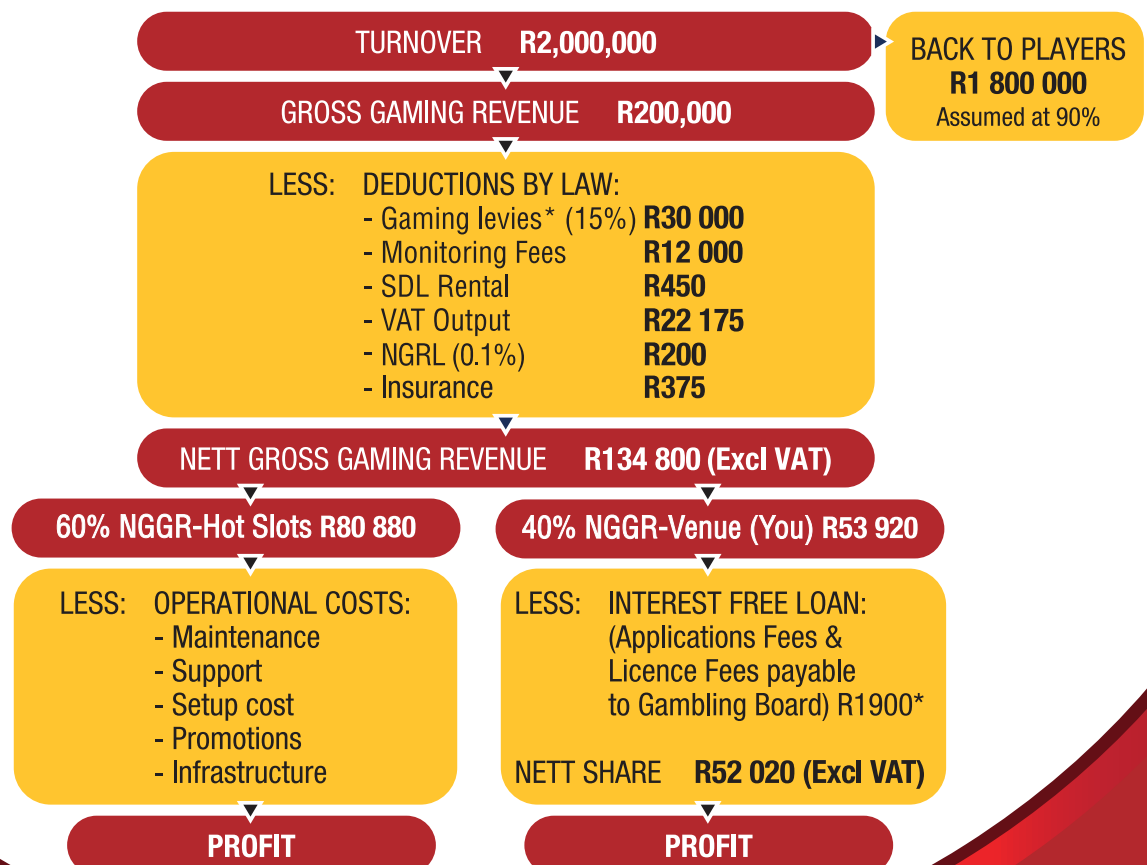 TURNOVER R2,000,000
BACK TO PLAYERS
R1 800 000
Assumed at 90%
GROSS GAMING REVENUE R200,000
LESS: DEDUCTIONS BY LAW:
- Gaming levies* (15%) R30 000
- Monitoring Fees R12 000
- SDL Rental R450
- VAT Output R22 175
- NGRL (0.1%) R200
- Insurance R375
NETT GROSS GAMING REVENUE R134 800 (Excl VAT)
60% NGGR-Hot Slots R80 880
LESS: OPERATIONAL COSTS:
- Maintenance
- Support
- Setup cost
- Promotions
- Infrastructure
PROFIT
40% NGGR-Venue (You) R53 920
LESS: INTEREST FREE LOAN:
(Applications Fees &
Licence Fees payable
to Gambling Board) R1900*
NETT SHARE R52 020 (Excl VAT)
PROFIT